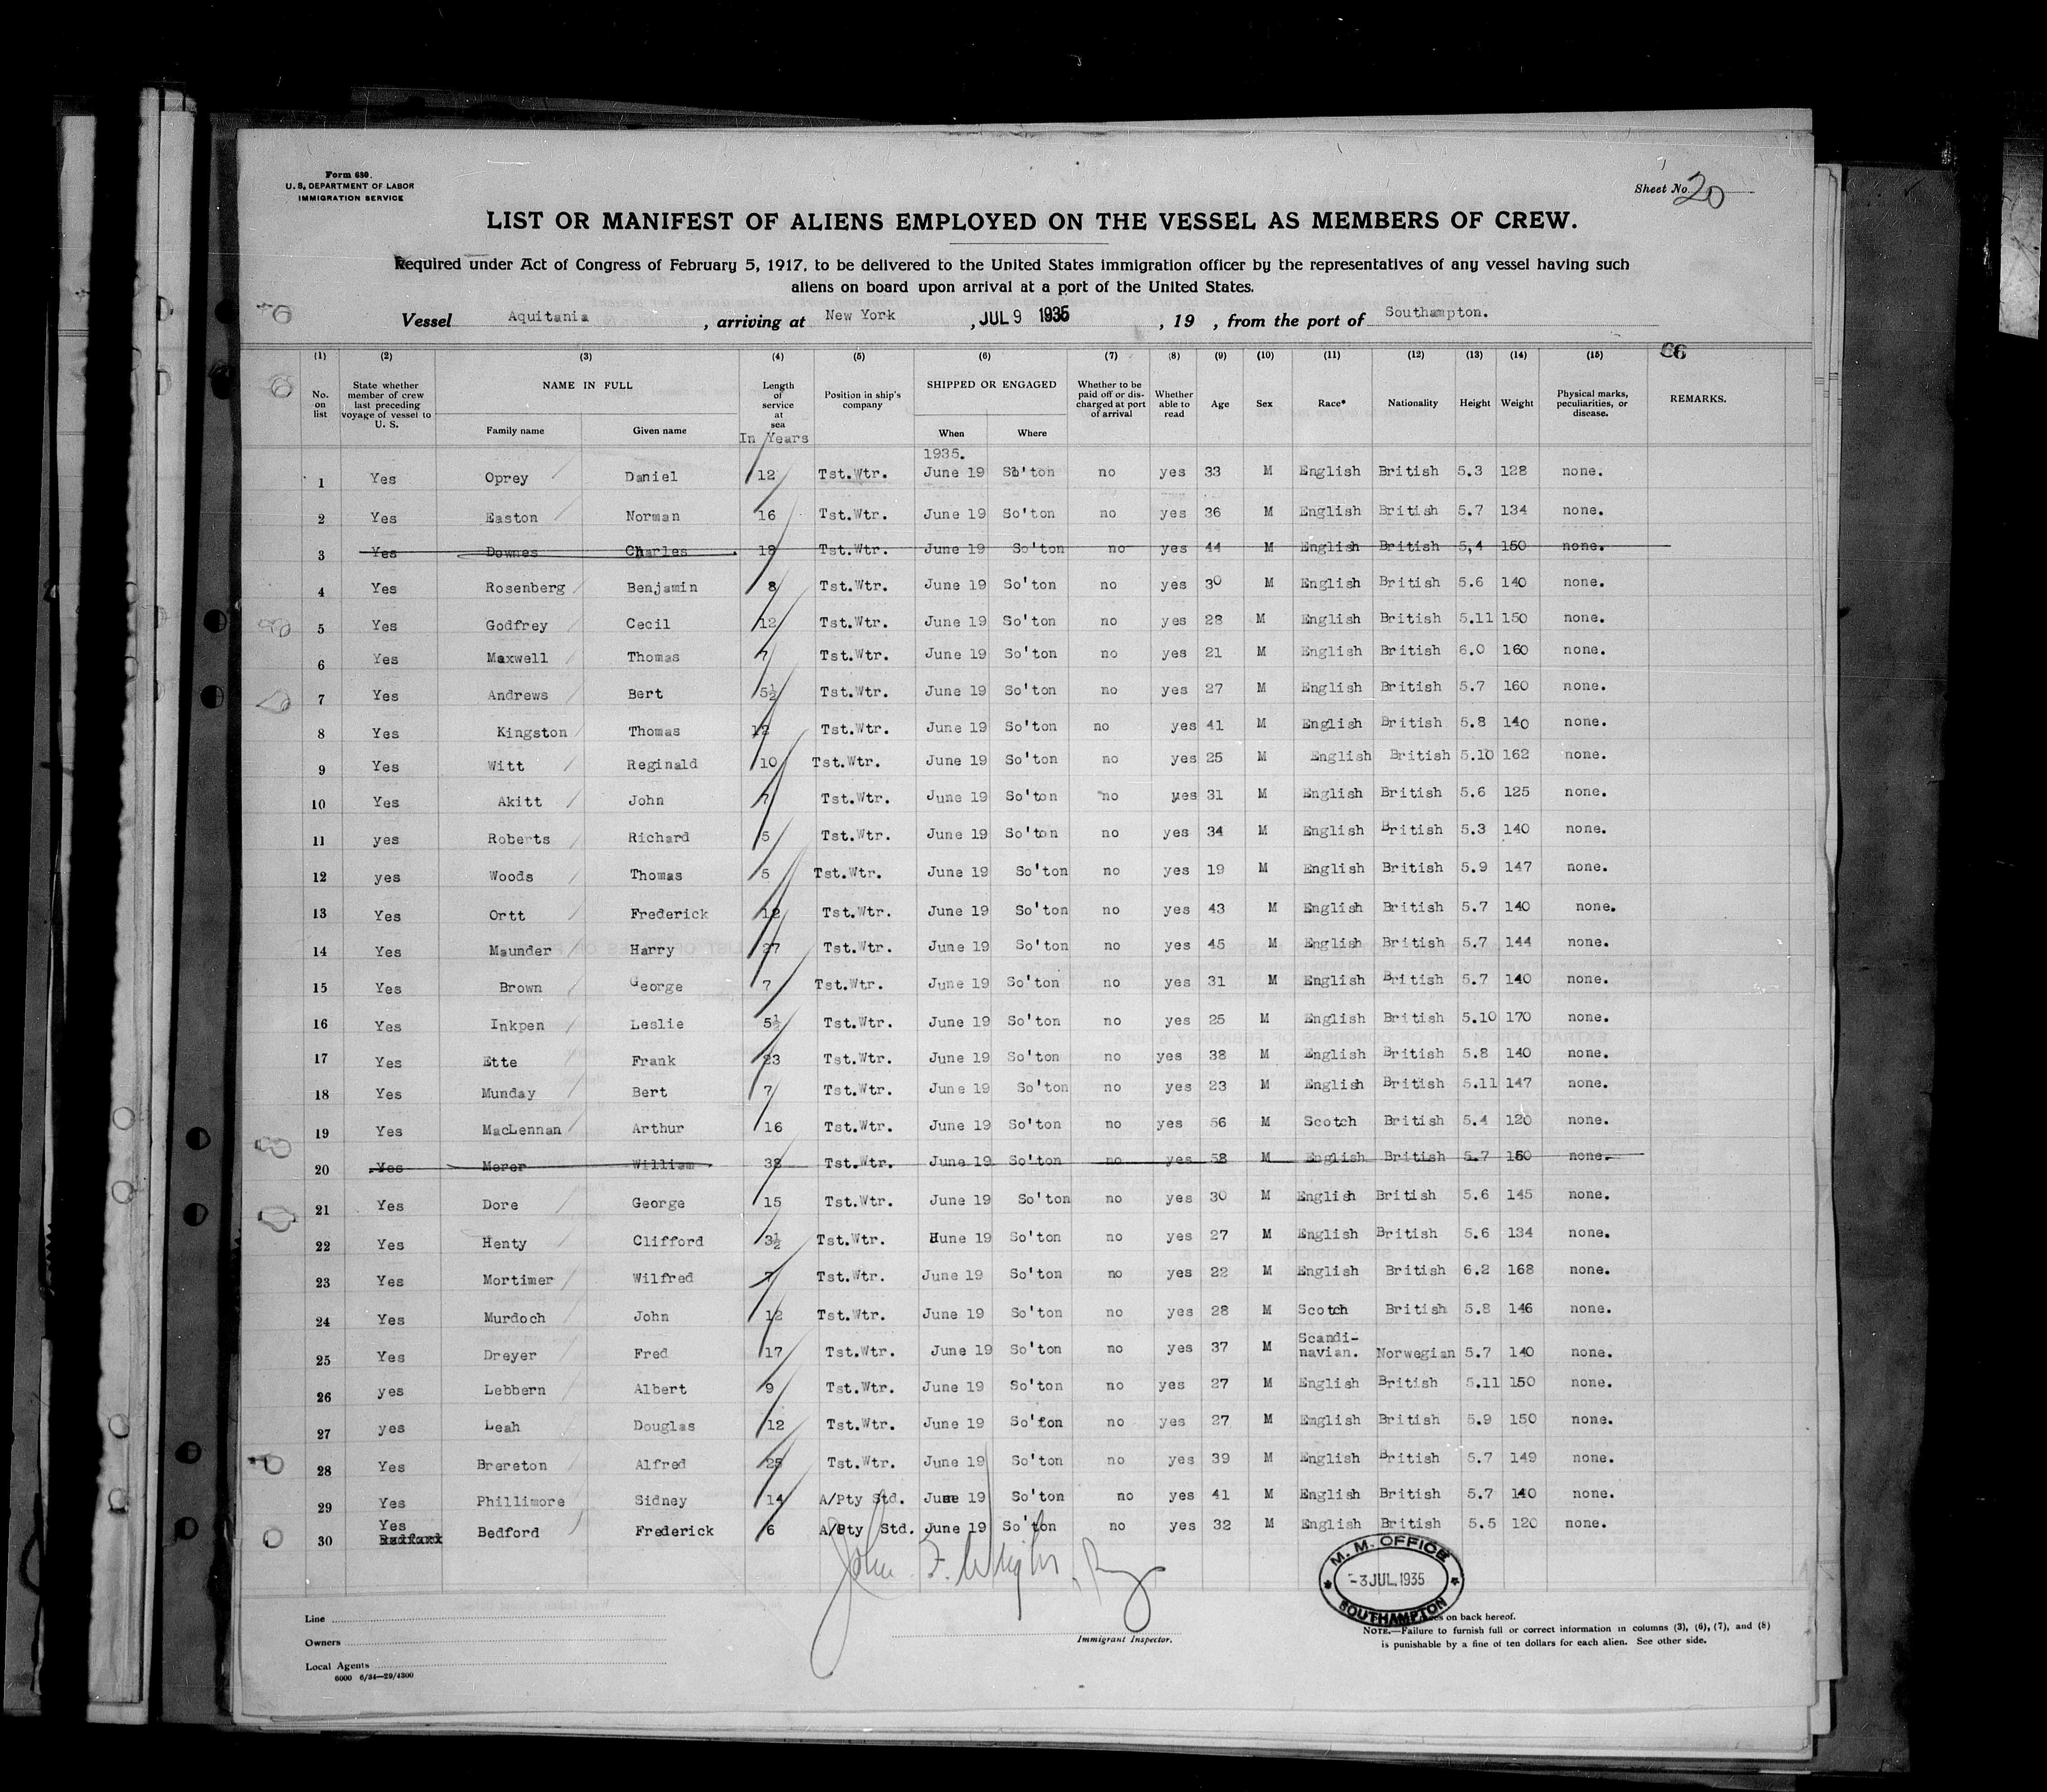 Form 680.
U. S. DEPARTMENT OF LABOR
IMMIGRATION SERVICE
Sheet No. 20
LIST OR MANIFEST OF ALIENS EMPLOYED ON THE VESSEL AS MEMBERS OF CREW.
Required under Act of Congress of February 5, 1917, to be delivered to the United States immigration officer by the representatives of any vessel having such
aliens on board upon arrival at a port of the United States.
Vessel Aquitania , arriving at New York , JUL 9 1935 , 19 , from the port of Southampton.
(1) (2) (3) (4) (5) (6) (7) (8) (9) (10) (11) (12) (13) (14) (15) 66
No. on list State whether member of crew last preceding voyage of vessel to U. S. NAME IN FULL Family name Given name Length of service at sea In Years Position in ship's company SHIPPED OR ENGAGED When Where Whether to be paid off or discharged at port of arrival Whether able to read Age Sex Race* Nationality Height Weight Physical marks, peculiarities, or disease. REMARKS.
1935.
1 Yes Oprey Daniel 12 Tst.Wtr. June 19 So'ton no yes 33 M English British 5.3 128 none.
2 Yes Easton Norman 16 Tst.Wtr. June 19 So'ton no yes 36 M English British 5.7 134 none.
3 Yes Downes Charles Tst.Wtr. June 19 So'ton no yes 44 M English British 5,4 150 none.
4 Yes Rosenberg Benjamin 8 Tst.Wtr. June 19 So'ton no yes 30 M English British 5.6 140 none.
5 Yes Godfrey Cecil 12 Tst.Wtr. June 19 So'ton no yes 28 M English British 5.11 150 none.
6 Yes Maxwell Thomas 7 Tst.Wtr. June 19 So'ton no yes 21 M English British 6.0 160 none.
7 Yes Andrews Bert 5½ Tst.Wtr. June 19 So'ton no yes 27 M English British 5.7 160 none.
8 Yes Kingston Thomas 12 Tst.Wtr. June 19 So'ton no yes 41 M English British 5.8 140 none.
9 Yes Witt Reginald 10 Tst.Wtr. June 19 So'ton no yes 25 M English British 5.10 162 none.
10 Yes Akitt John 7 Tst.Wtr. June 19 So'ton no yes 31 M English British 5.6 125 none.
11 yes Roberts Richard 5 Tst.Wtr. June 19 So'ton no yes 34 M English British 5.3 140 none.
12 yes Woods Thomas 5 Tst.Wtr. June 19 So'ton no yes 19 M English British 5.9 147 none.
13 Yes Ortt Frederick 12 Tst.Wtr. June 19 So'ton no yes 43 M English British 5.7 140 none.
14 Yes Maunder Harry 27 Tst.Wtr. June 19 So'ton no yes 45 M English British 5.7 144 none.
15 Yes Brown George 7 Tst.Wtr. June 19 So'ton no yes 31 M English British 5.7 140 none.
16 Yes Inkpen Leslie 5½ Tst.Wtr. June 19 So'ton no yes 25 M English British 5.10 170 none.
17 Yes Ette Frank 23 Tst.Wtr. June 19 So'ton no yes 38 M English British 5.8 140 none.
18 Yes Munday Bert 7 Tst.Wtr. June 19 So'ton no yes 23 M English British 5.11 147 none.
19 Yes MacLennan Arthur 16 Tst.Wtr. June 19 So'ton no yes 56 M Scotch British 5.4 120 none.
20 Yes Merer William 38 Tst.Wtr. June 19 So'ton no yes 58 M English British 5.7 160 none.
21 Yes Dore George 15 Tst.Wtr. June 19 So'ton no yes 30 M English British 5.6 145 none.
22 Yes Henty Clifford 3½ Tst.Wtr. Hune 19 So'ton no yes 27 M English British 5.6 134 none.
23 Yes Mortimer Wilfred 7 Tst.Wtr. June 19 So'ton no yes 22 M English British 6.2 168 none.
24 Yes Murdoch John 12 Tst.Wtr. June 19 So'ton no yes 28 M Scotch British 5.8 146 none.
25 Yes Dreyer Fred 17 Tst.Wtr. June 19 So'ton no yes 37 M Scandi-navian. Norwegian 5.7 140 none.
26 yes Lebbern Albert 9 Tst.Wtr. June 19 So'ton no yes 27 M English British 5.11 150 none.
27 yes Leah Douglas 12 Tst.Wtr. June 19 So'ton no yes 27 M English British 5.9 150 none.
28 Yes Brereton Alfred 25 Tst.Wtr. June 19 So'ton no yes 39 M English British 5.7 149 none.
29 Yes Phillimore Sidney 14 A/Pty Std. June 19 So'ton no yes 41 M English British 5.7 140 none.
30 Yes Bedford Bedford Frederick 6 A/Pty Std. June 19 So'ton no yes 32 M English British 5.5 120 none.
M. M. OFFICE
-3 JUL. 1935
SOUTHAMPTON
Line
Owners
Local Agents
6000 6/34—29/4300
Immigrant Inspector.
on back hereof.
NOTE.—Failure to furnish full or correct information in columns (3), (6), (7), and (8)
is punishable by a fine of ten dollars for each alien. See other side.